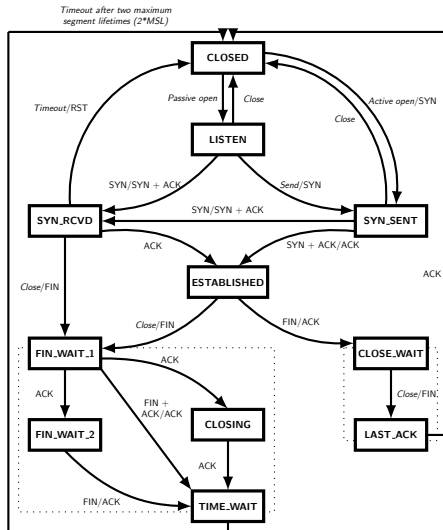 Timeout after two maximum
segment lifetimes (2*MSL)
CLOSED
Timeout/RST
Passive open
Close
Active open/SYN
Close
LISTEN
SYN/SYN + ACK
Send/SYN
SYN_RCVD
SYN/SYN + ACK
SYN_SENT
ACK
SYN + ACK/ACK
ESTABLISHED
ACK
Close/FIN
Close/FIN
FIN/ACK
FIN_WAIT_1
CLOSE_WAIT
ACK
ACK
FIN +
ACK/ACK
Close/FIN
FIN_WAIT_2
CLOSING
LAST_ACK
ACK
FIN/ACK
TIME_WAIT